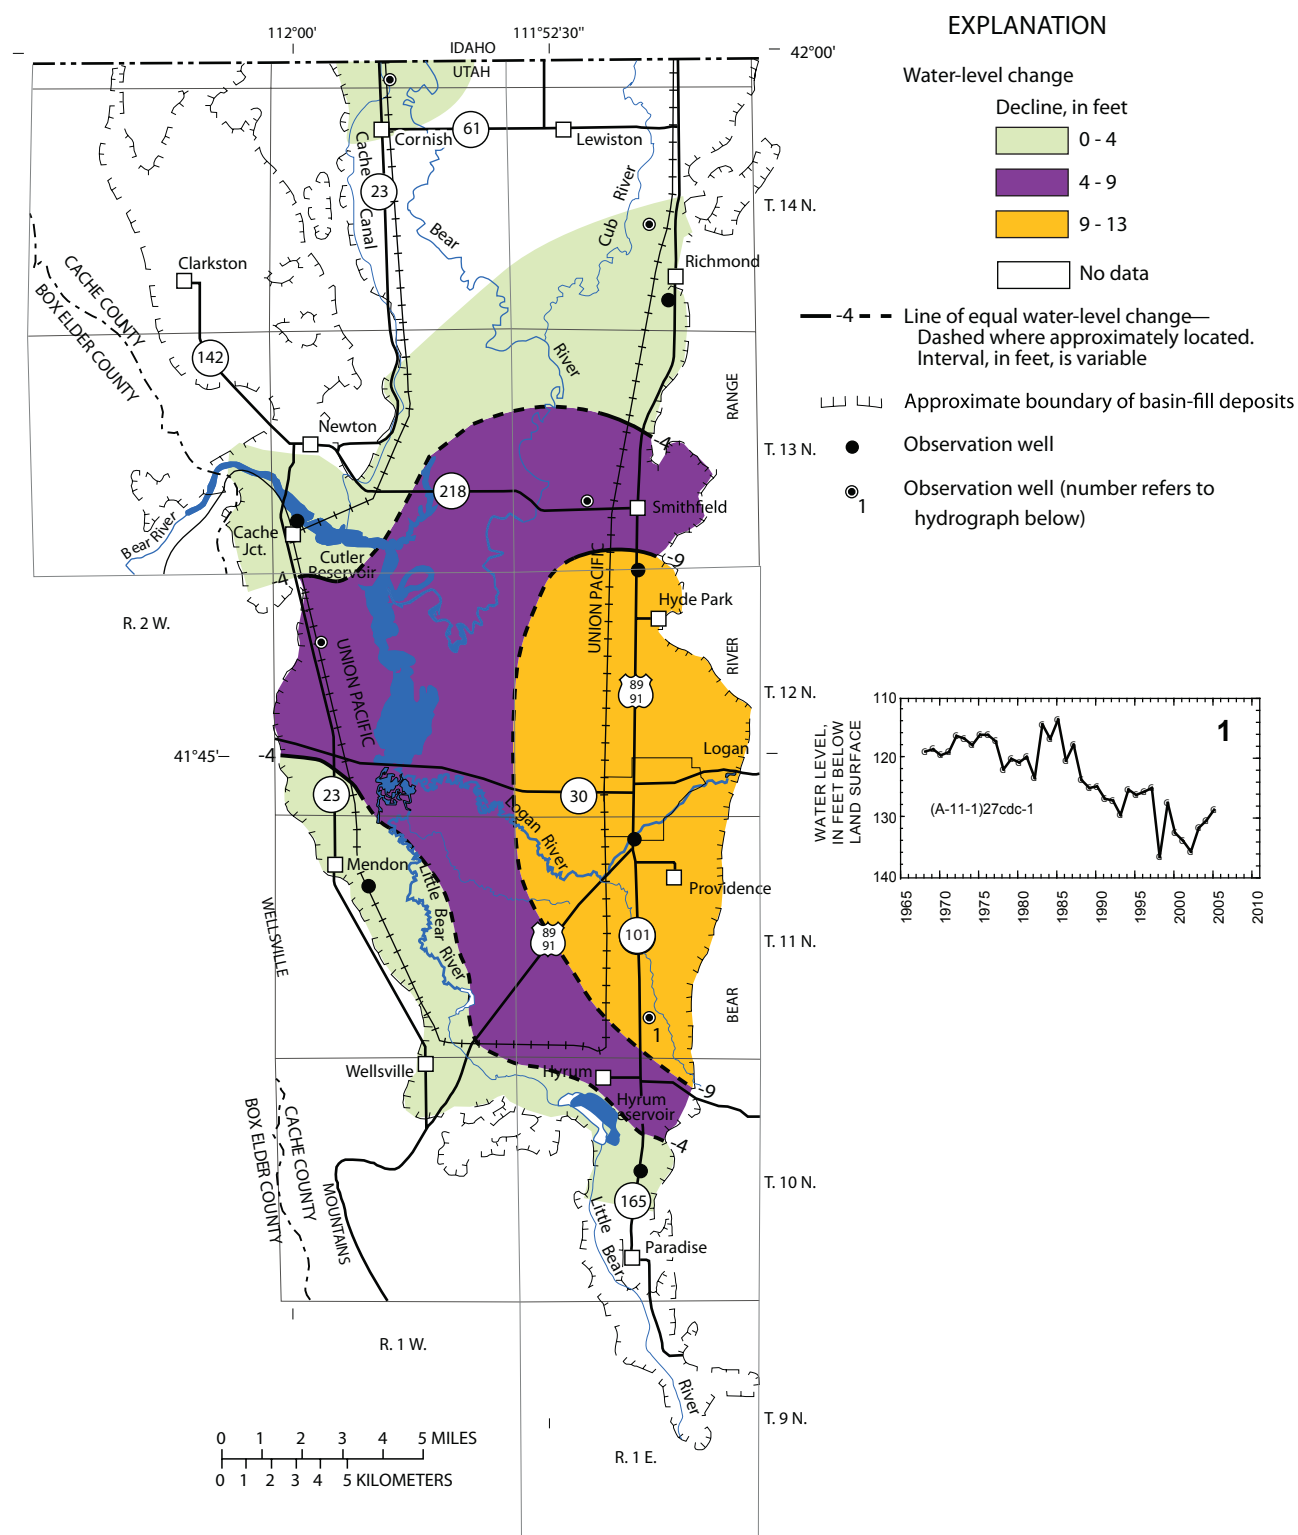 EXPLANATION
Water-level change
Decline, in feet
0 - 4
4 - 9
9 - 13
No data
-4
Line of equal water-level change—
Dashed where approximately located.
Interval, in feet, is variable
Approximate boundary of basin-fill deposits
Observation well
1
Observation well (number refers to
hydrograph below)
112°00'
111°52'30"
42°00'
IDAHO
UTAH
Cornish
61
Lewiston
Cache
Canal
23
Bear
River
Cub
River
T. 14 N.
Clarkston
Richmond
CACHE COUNTY
BOX ELDER COUNTY
142
RANGE
Newton
-4
T. 13 N.
218
Smithfield
Bear River
Cache
Jct.
Cutler
Reservoir
4
-9
UNION PACIFIC
Hyde Park
R. 2 W.
UNION PACIFIC
RIVER
89
91
T. 12 N.
41°45'
-4
Logan
23
30
Logan River
Mendon
Little Bear River
Providence
WELLSVILLE
89
91
101
T. 11 N.
BEAR
1
Wellsville
Hyrum
-9
Hyrum
eservoir
-4
BOX ELDER COUNTY
CACHE COUNTY
MOUNTAINS
T. 10 N.
165
Little Bear
Paradise
R. 1 W.
River
T. 9 N.
R. 1 E.
0 1 2 3 4 5 MILES
0 1 2 3 4 5 KILOMETERS
WATER LEVEL,
IN FEET BELOW
LAND SURFACE
110
120
130
140
1
(A-11-1)27cdc-1
1965 1970 1975 1980 1985 1990 1995 2000 2005 2010